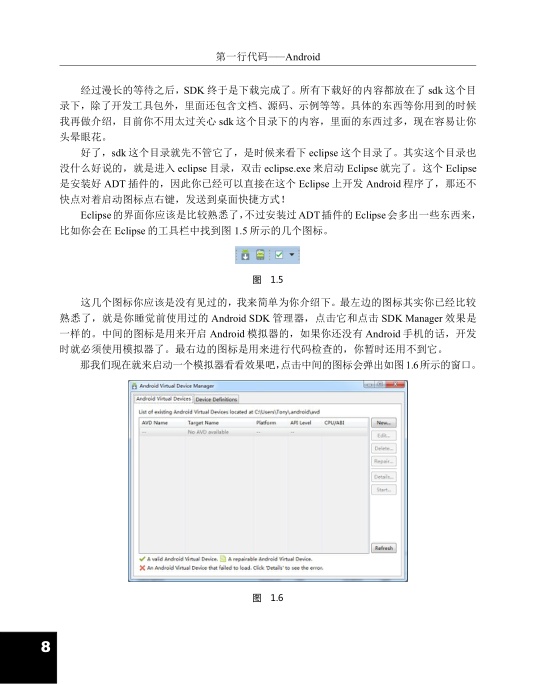 第一行代码——Android
经过漫长的等待之后，SDK 终于是下载完成了。所有下载好的内容都放在了 sdk 这个目
录下，除了开发工具包外，里面还包含文档、源码、示例等等。具体的东西等你用到的时候
我再做介绍，目前你不用太过关心 sdk 这个目录下的内容，里面的东西过多，现在容易让你
头晕眼花。
好了，sdk 这个目录就先不管它了，是时候来看下 eclipse 这个目录了。其实这个目录也
没什么好说的，就是进入 eclipse 目录，双击 eclipse.exe 来启动 Eclipse 就完了。这个 Eclipse
是安装好 ADT 插件的，因此你已经可以直接在这个 Eclipse 上开发 Android 程序了，那还不
快点对着启动图标点右键，发送到桌面快捷方式！
Eclipse 的界面你应该是比较熟悉了，不过安装过 ADT 插件的 Eclipse 会多出一些东西来，
比如你会在 Eclipse 的工具栏中找到图 1.5 所示的几个图标。
图 1.5
这几个图标你应该是没有见过的，我来简单为你介绍下。最左边的图标其实你已经比较
熟悉了，就是你睡觉前使用过的 Android SDK 管理器，点击它和点击 SDK Manager 效果是
一样的。中间的图标是用来开启 Android 模拟器的，如果你还没有 Android 手机的话，开发
时就必须使用模拟器了。最右边的图标是用来进行代码检查的，你暂时还用不到它。
那我们现在就来启动一个模拟器看看效果吧，点击中间的图标会弹出如图 1.6 所示的窗口。
Android Virtual Device Manager
Android Virtual Devices Device Definitions
List of existing Android Virtual Devices located at C:\Users\Tony\.android\avd
AVD Name Target Name Platform API Level CPU/ABI New...
-- No AVD available -- --
Edit...
Delete...
Repair...
Details...
Start...
Refresh
A valid Android Virtual Device. A repairable Android Virtual Device.
An Android Virtual Device that failed to load. Click 'Details' to see the error.
图 1.6
8